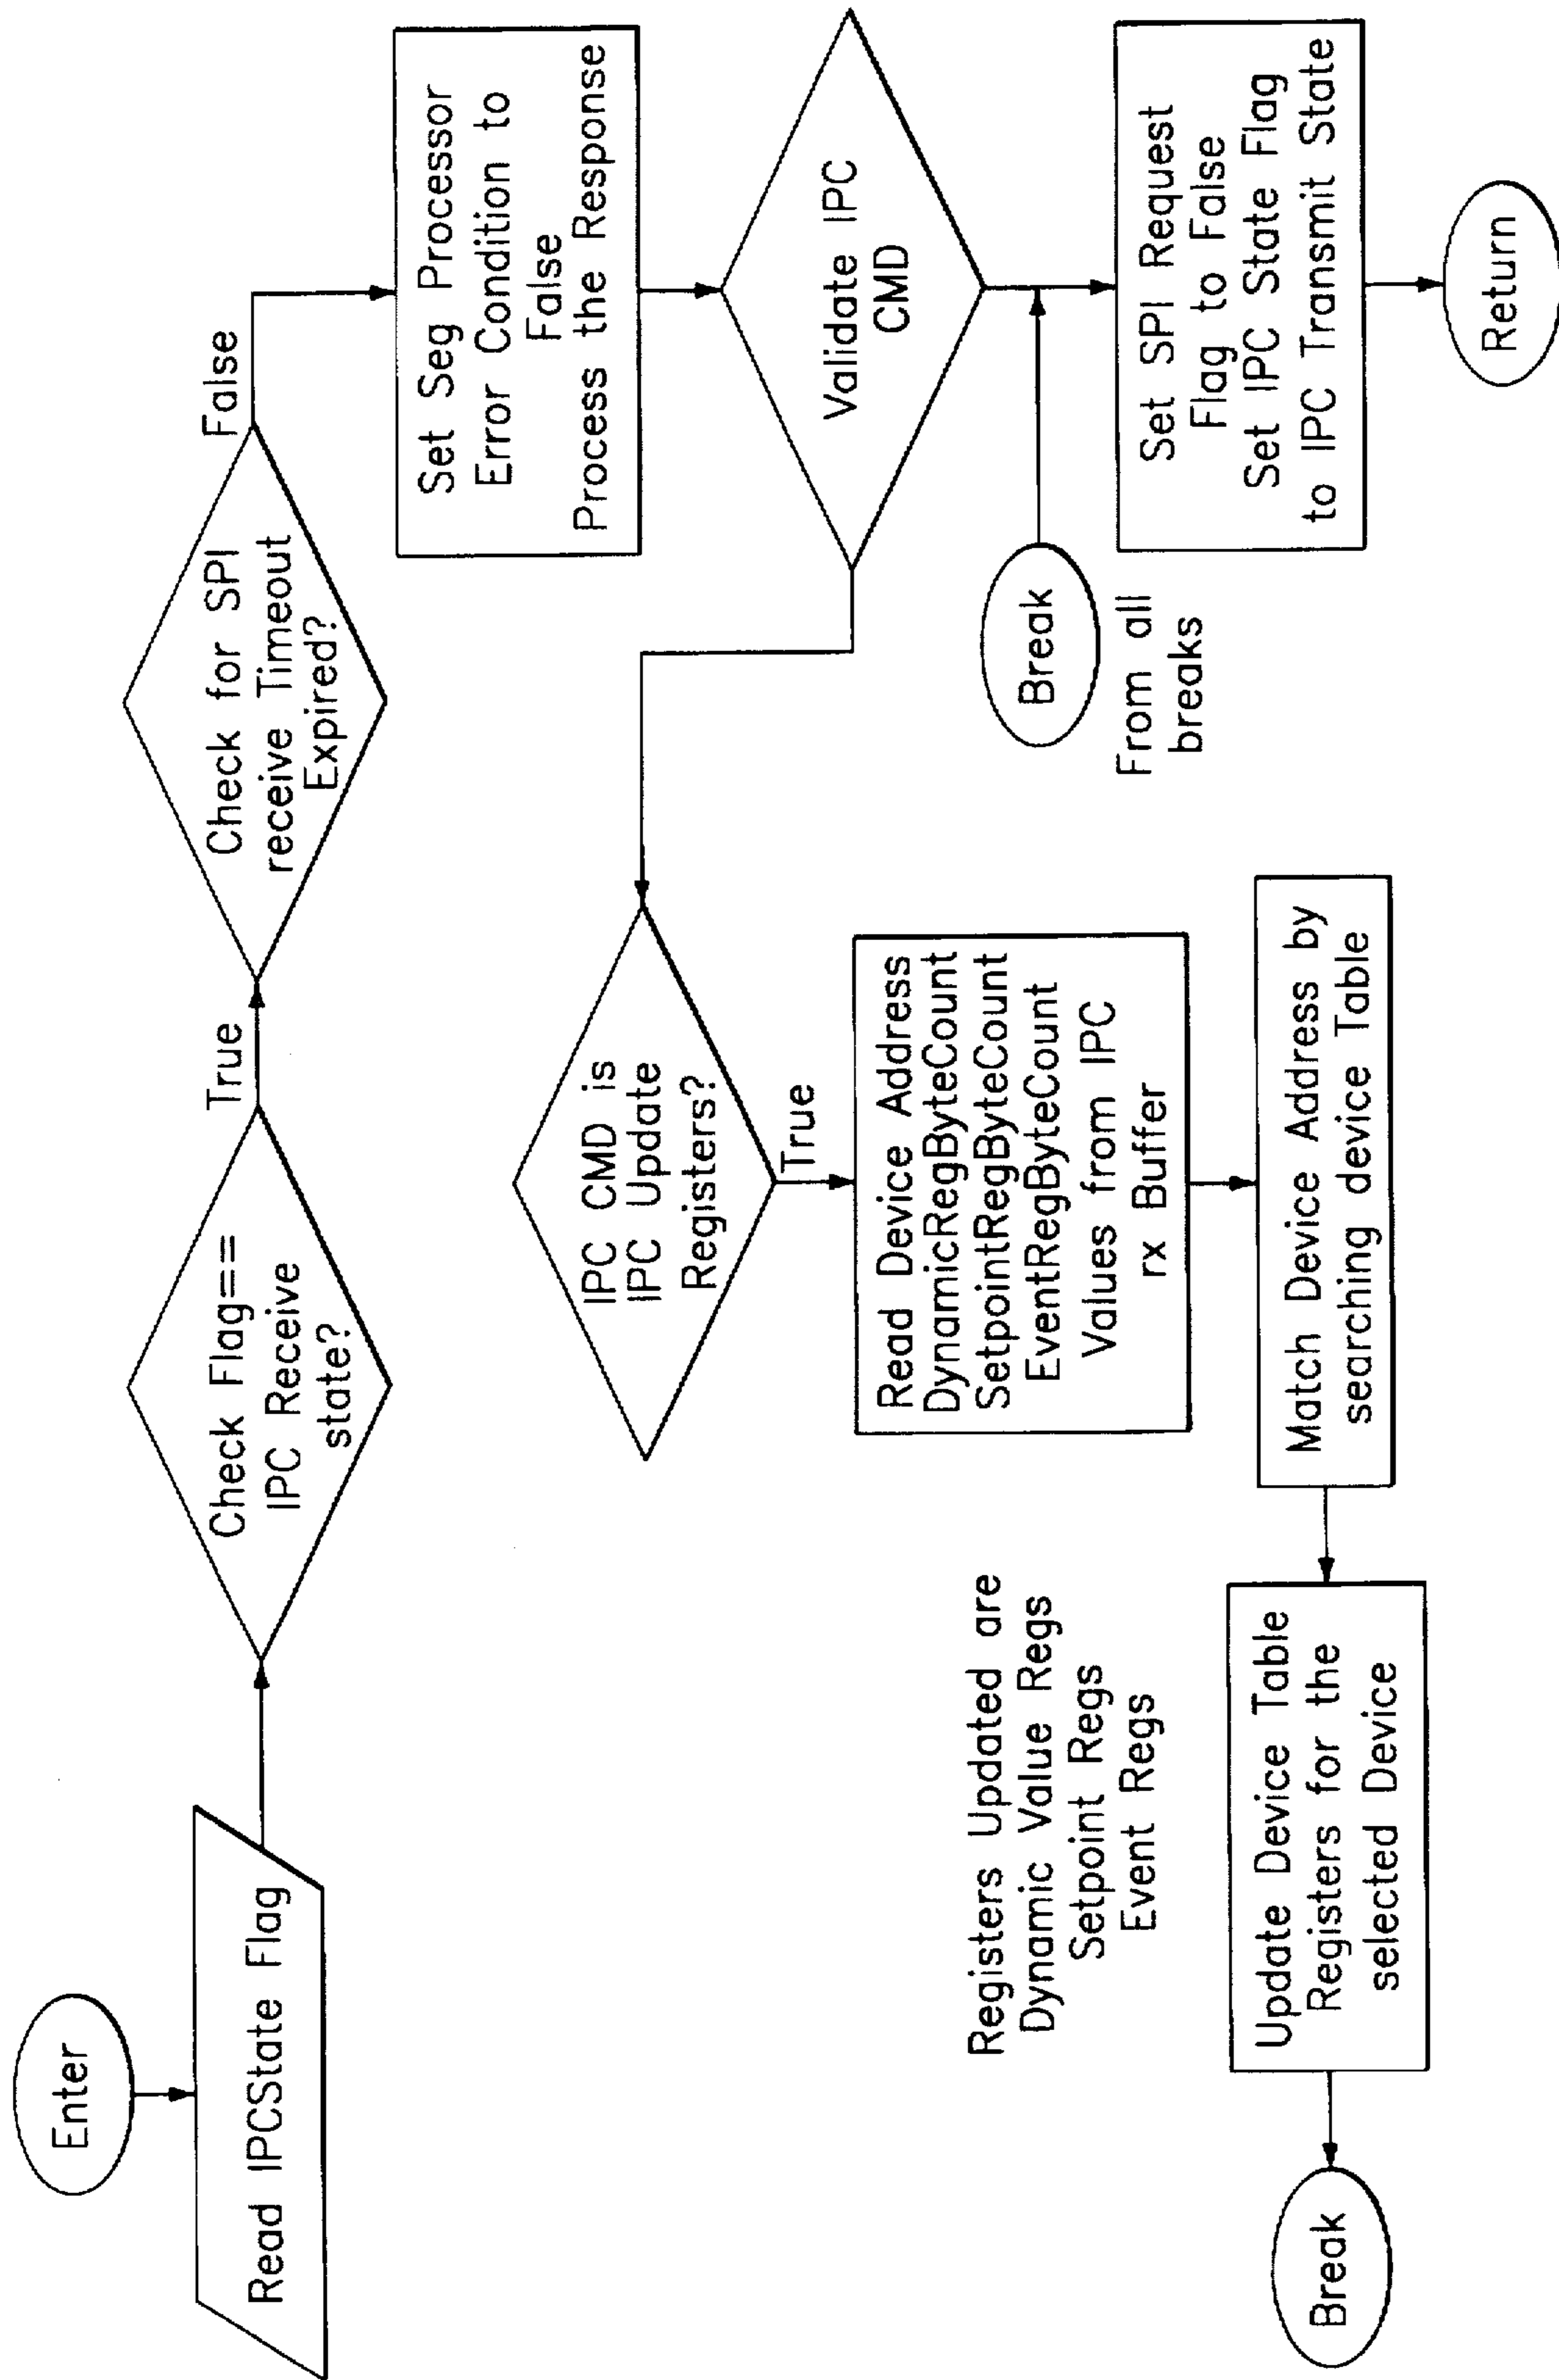 Enter
Read IPCState Flag
Check Flag==
IPC Receive
state?
True
Check for SPI
receive Timeout
Expired?
False
Set Seg Processor
Error Condition to
False
Process the Response
Validate IPC
CMD
IPC CMD is
IPC Update
Registers?
True
Read Device Address
DynamicRegByteCount
SetpointRegByteCount
EventRegByteCount
Values from IPC
rx Buffer
Match Device Address by
searching device Table
Registers Updated are
Dynamic Value Regs
Setpoint Regs
Event Regs
Update Device Table
Registers for the
selected Device
Break
Break
From all
breaks
Set SPI Request
Flag to False
Set IPC State Flag
to IPC Transmit State
Return